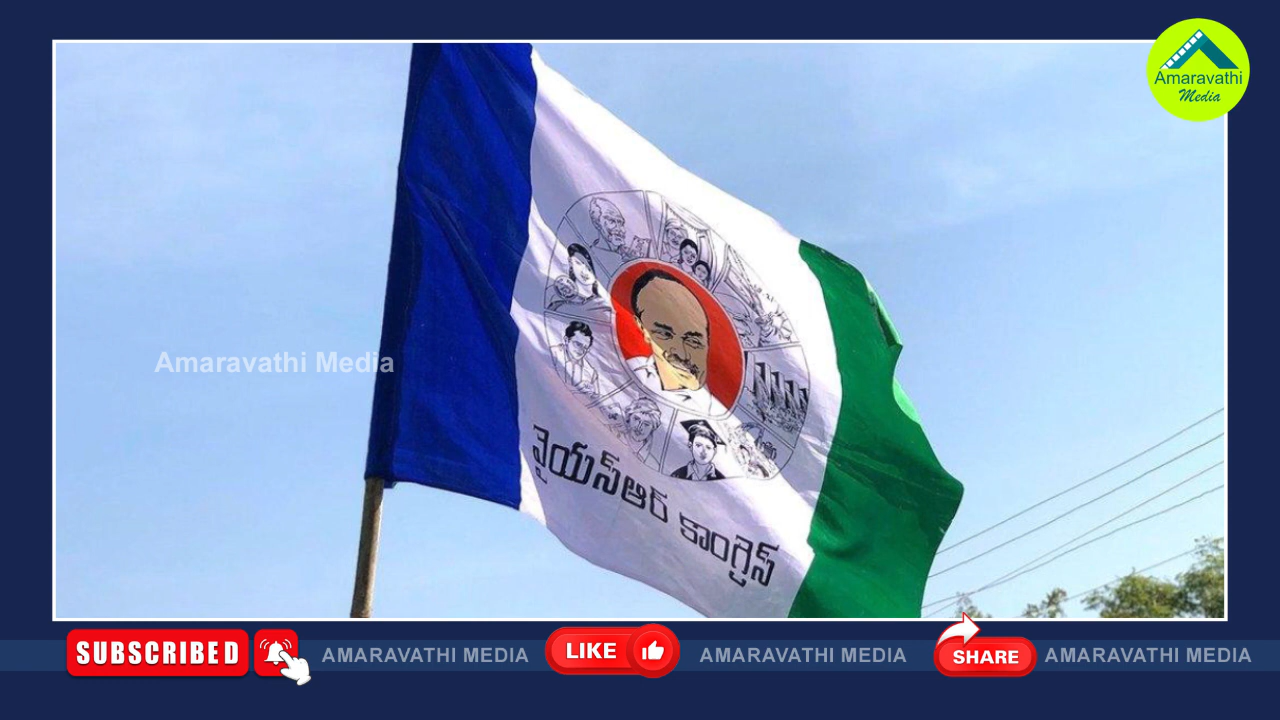 Amaravathi
Media
Amaravathi Media
వైయస్ఆర్ కాంగ్రెస్
SUBSCRIBED
AMARAVATHI MEDIA
LIKE
AMARAVATHI MEDIA
SHARE
AMARAVATHI MEDIA